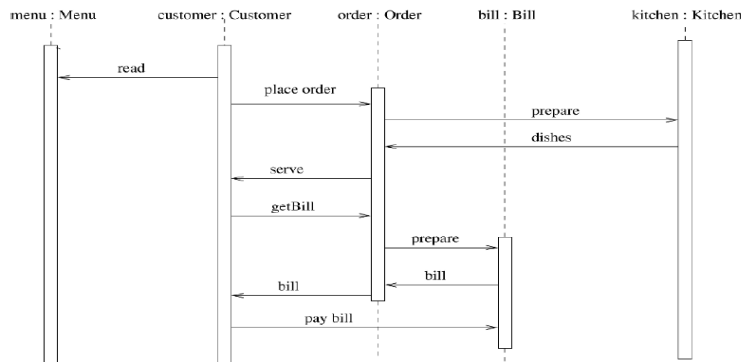 menu : Menu customer : Customer order : Order bill : Bill kitchen : Kitchen
read
place order
prepare
dishes
serve
getBill
prepare
bill
bill
pay bill